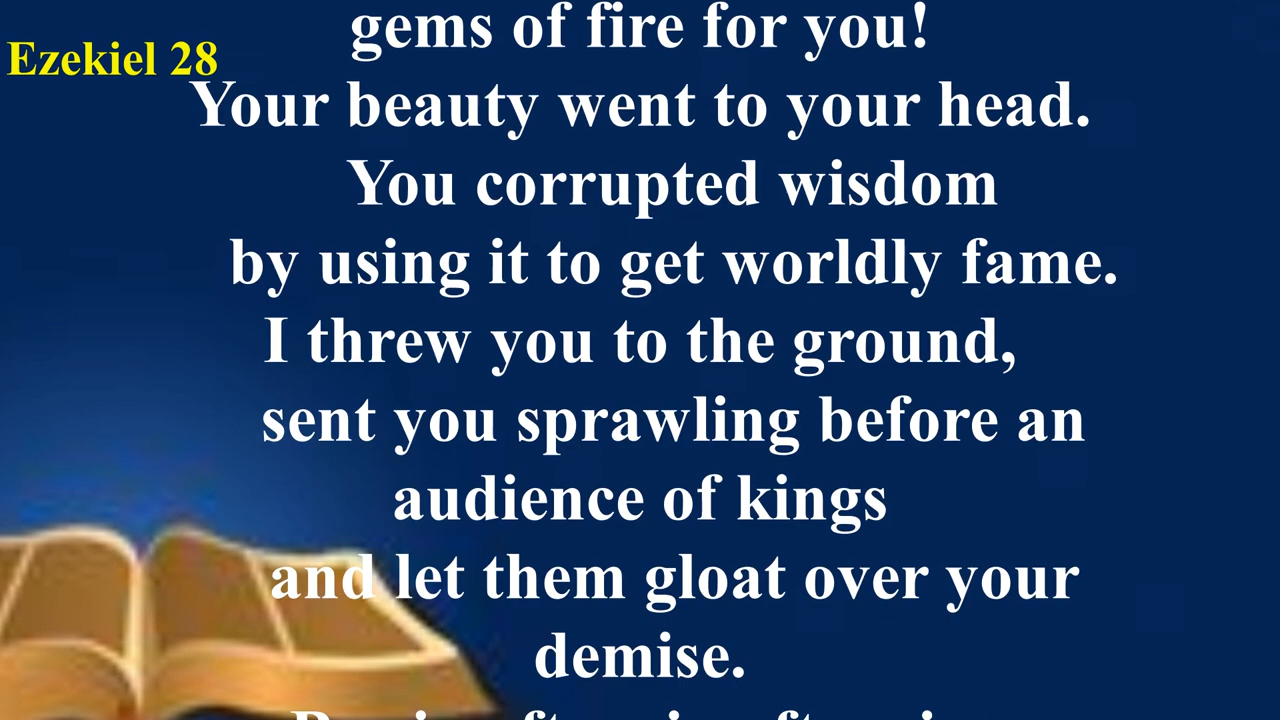 gems of fire for you!
Ezekiel 28
Your beauty went to your head.
You corrupted wisdom
by using it to get worldly fame.
I threw you to the ground,
sent you sprawling before an
audience of kings
and let them gloat over your
demise.